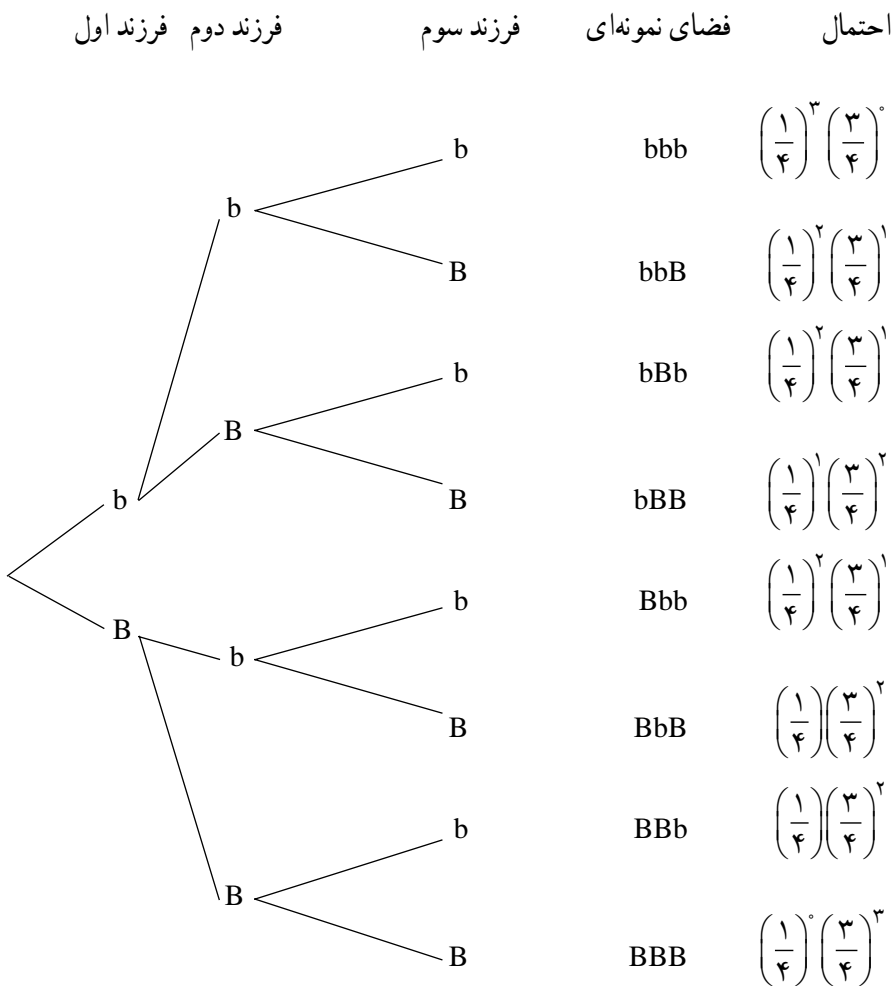 فرزند اول فرزند دوم فرزند سوم فضای نمونه‌ای احتمال
b bbb (۱/۴)^۳ (۳/۴)^۰
b
B bbB (۱/۴)^۲ (۳/۴)^۱
b bBb (۱/۴)^۲ (۳/۴)^۱
B
b B bBB (۱/۴)^۱ (۳/۴)^۲
b Bbb (۱/۴)^۲ (۳/۴)^۱
B b
B BbB (۱/۴)(۳/۴)^۲
b BBb (۱/۴)(۳/۴)^۲
B
B BBB (۱/۴)^۰ (۳/۴)^۳